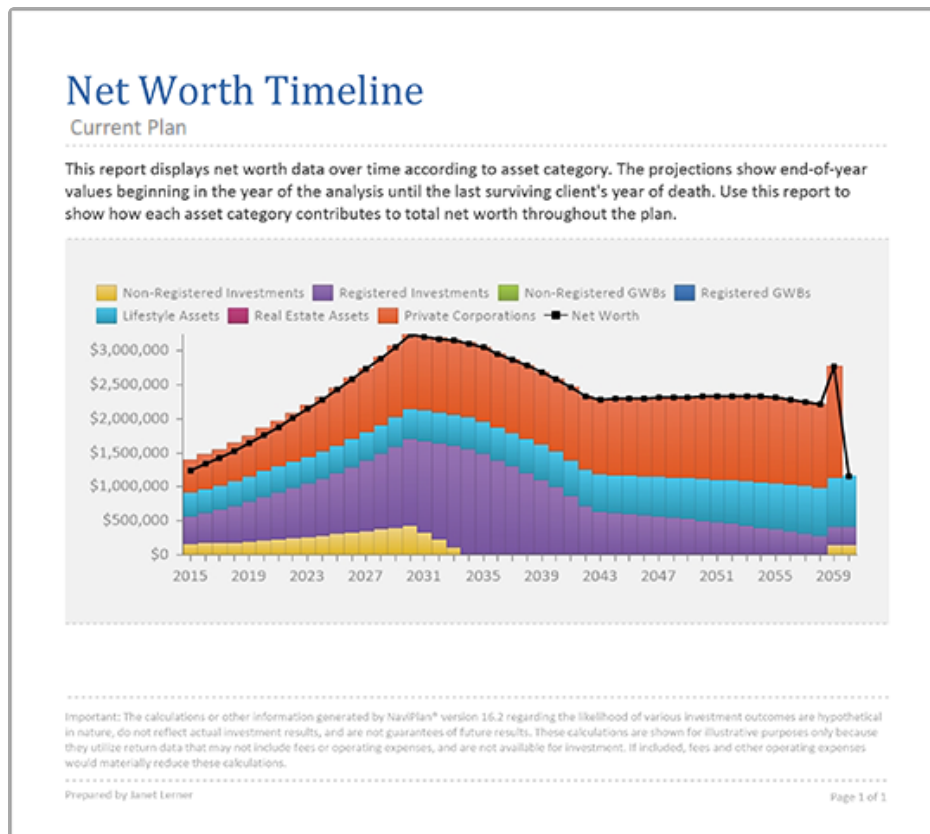 Net Worth Timeline
Current Plan
This report displays net worth data over time according to asset category. The projections show end-of-year
values beginning in the year of the analysis until the last surviving client's year of death. Use this report to
show how each asset category contributes to total net worth throughout the plan.
Non-Registered Investments Registered Investments Non-Registered GWBs Registered GWBs
Lifestyle Assets Real Estate Assets Private Corporations Net Worth
$3,000,000
$2,500,000
$2,000,000
$1,500,000
$1,000,000
$500,000
$0
2015 2019 2023 2027 2031 2035 2039 2043 2047 2051 2055 2059
Important: The calculations or other information generated by NaviPlan® version 16.2 regarding the likelihood of various investment outcomes are hypothetical
in nature, do not reflect actual investment results, and are not guarantees of future results. These calculations are shown for illustrative purposes only because
they utilize return data that may not include fees or operating expenses, and are not available for investment. If included, fees and other operating expenses
would materially reduce these calculations.
Prepared by Janet Lerner
Page 1 of 1